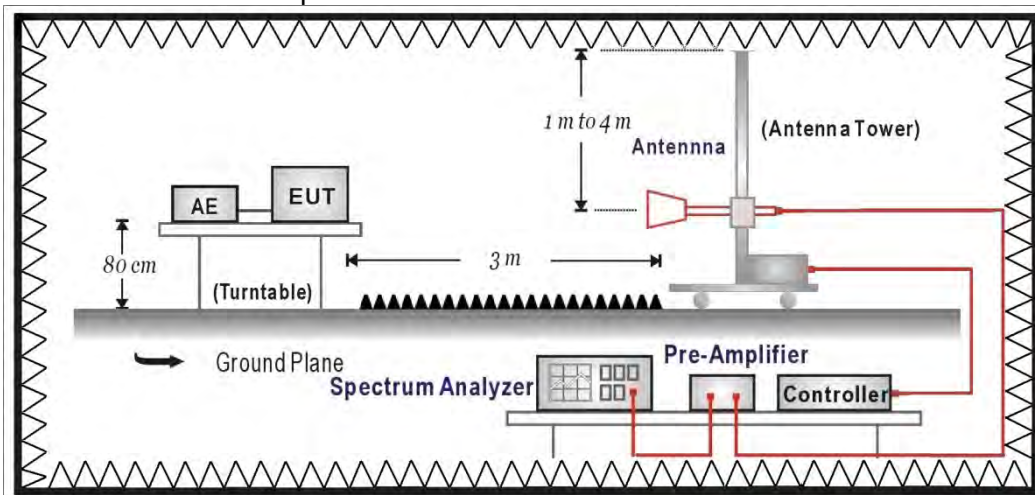 1 m to 4 m
(Antenna Tower)
Antennna
EUT
AE
80 cm
3 m
(Turntable)
Ground Plane
Pre-Amplifier
Spectrum Analyzer
Controller